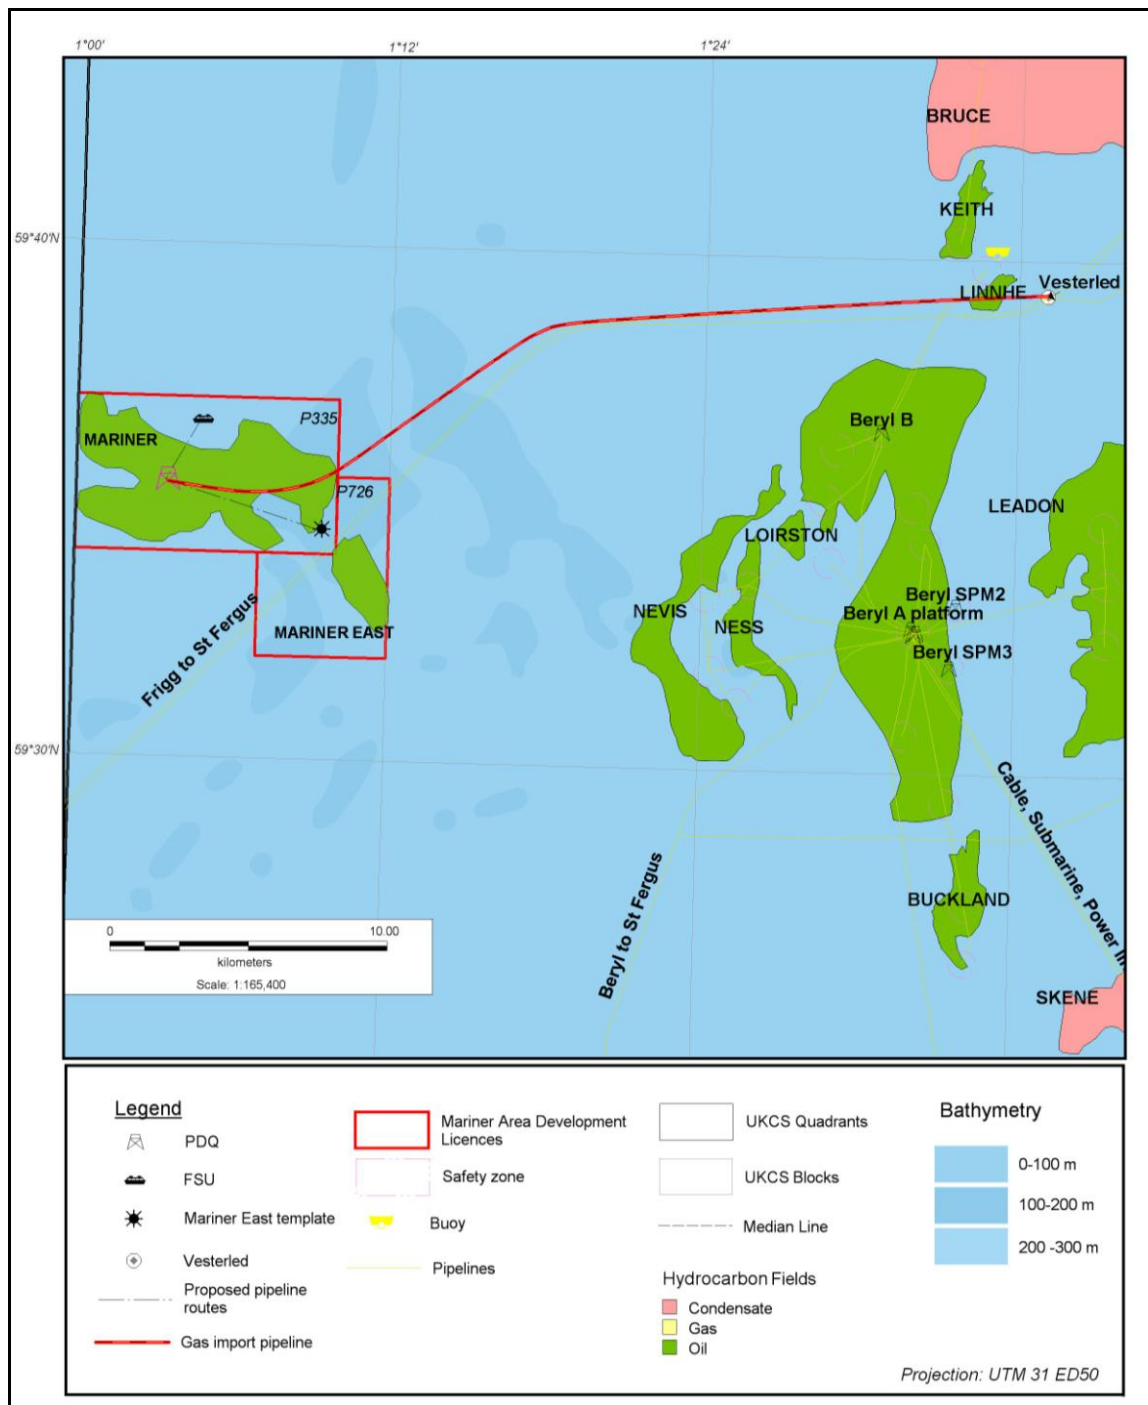 1°00'
1°12'
1°24'
BRUCE
KEITH
59°40'N
Vesterled
LINNHE
P335
Beryl B
MARINER
P726
LEADON
LOIRSTON
Beryl SPM2
NEVIS
Beryl A platform
NESS
MARINER EAST
Beryl SPM3
Frigg to St Fergus
59°30'N
Cable, Submarine, Power
Beryl to St Fergus
BUCKLAND
0 10.00
kilometers
Scale: 1:165,400
SKENE
Legend
PDQ
FSU
Mariner East template
Vesterled
Proposed pipeline
routes
Gas import pipeline
Mariner Area Development
Licences
Safety zone
Buoy
Pipelines
UKCS Quadrants
UKCS Blocks
Median Line
Hydrocarbon Fields
Condensate
Gas
Oil
Bathymetry
0-100 m
100-200 m
200 -300 m
Projection: UTM 31 ED50